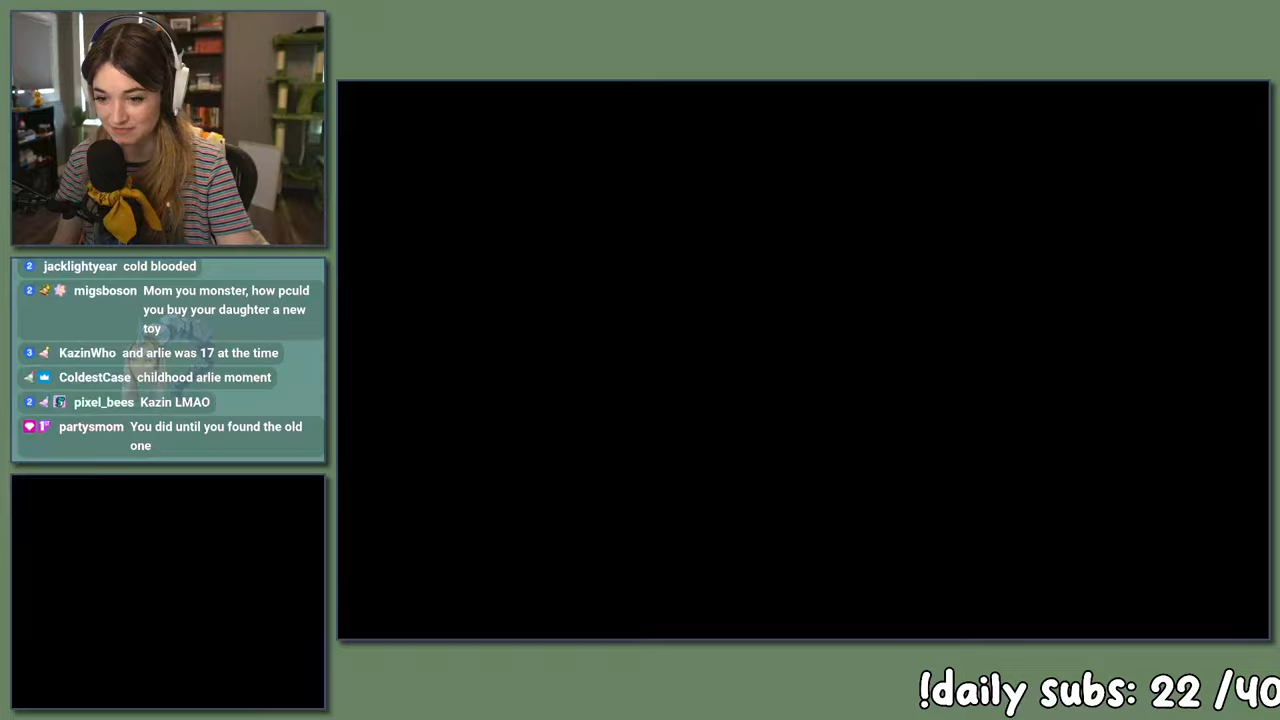 2 jacklightyear cold blooded
2 migsboson Mom you monster, how pculd
you buy your daughter a new
toy
3 KazinWho and arlie was 17 at the time
ColdestCase childhood arlie moment
2 pixel_bees Kazin LMAO
1st partysmom You did until you found the old
one
!daily subs: 22 /40